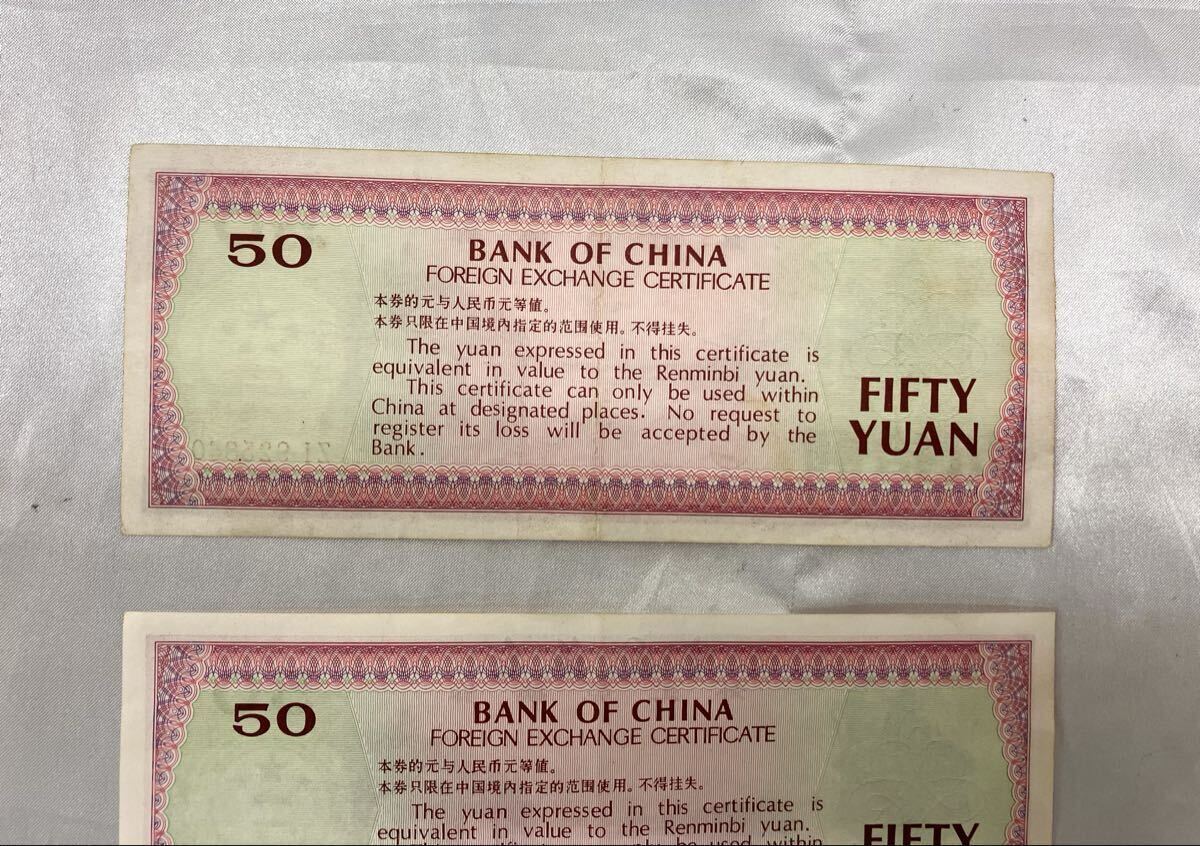 50
BANK OF CHINA
FOREIGN EXCHANGE CERTIFICATE
本券的元与人民币元等値。
本券只限在中国境内指定的范围使用。不得挂失。
The yuan expressed in this certificate is
equivalent in value to the Renminbi yuan.
This certificate can only be used within
China at designated places. No request to
register its loss will be accepted by the
Bank.
FIFTY
YUAN
50
BANK OF CHINA
FOREIGN EXCHANGE CERTIFICATE
本券的元与人民币元等値。
本券只限在中国境内指定的范围使用。不得挂失。
The yuan expressed in this certificate is
equivalent in value to the Renminbi yuan.
FIFTY